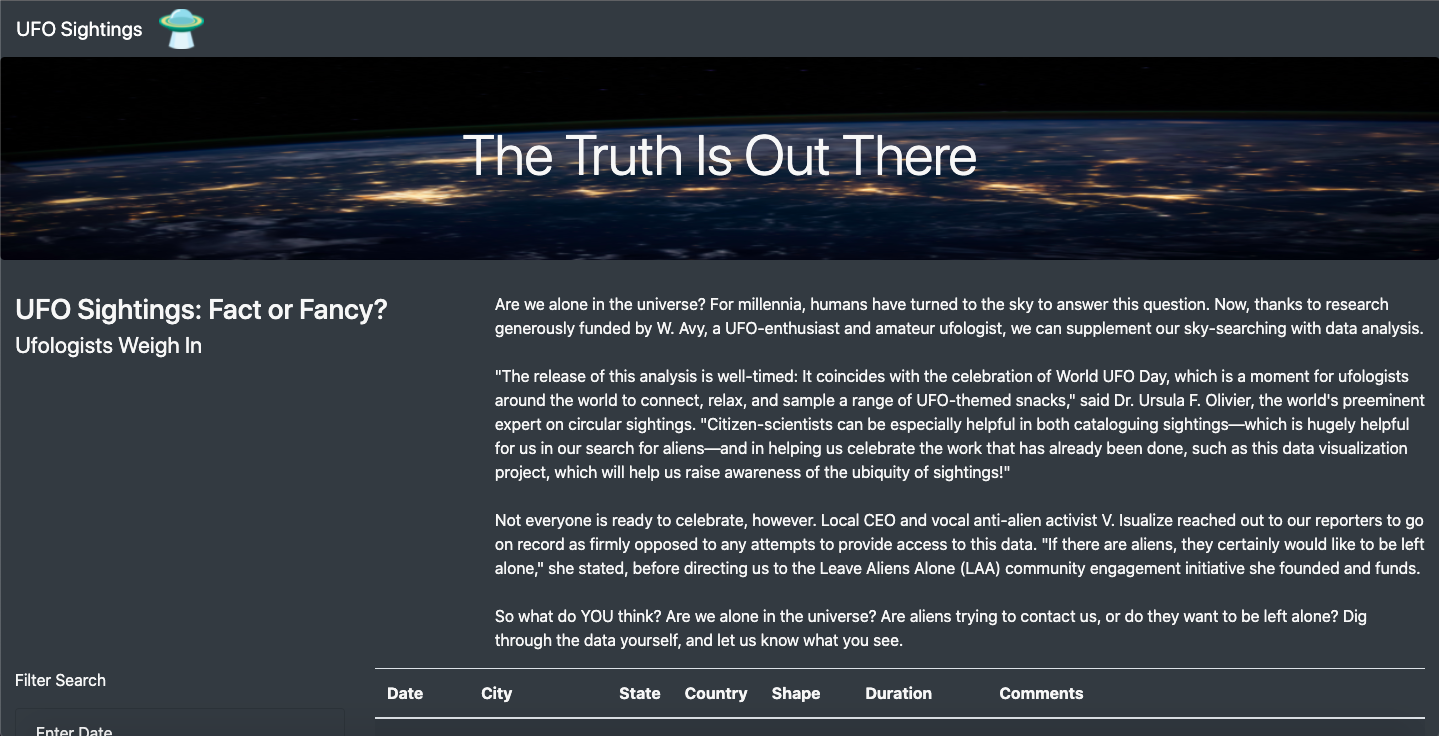 UFO Sightings
The Truth Is Out There
UFO Sightings: Fact or Fancy?
Ufologists Weigh In
Are we alone in the universe? For millennia, humans have turned to the sky to answer this question. Now, thanks to research
generously funded by W. Avy, a UFO-enthusiast and amateur ufologist, we can supplement our sky-searching with data analysis.
"The release of this analysis is well-timed: It coincides with the celebration of World UFO Day, which is a moment for ufologists
around the world to connect, relax, and sample a range of UFO-themed snacks," said Dr. Ursula F. Olivier, the world's preeminent
expert on circular sightings. "Citizen-scientists can be especially helpful in both cataloguing sightings—which is hugely helpful
for us in our search for aliens—and in helping us celebrate the work that has already been done, such as this data visualization
project, which will help us raise awareness of the ubiquity of sightings!"
Not everyone is ready to celebrate, however. Local CEO and vocal anti-alien activist V. Isualize reached out to our reporters to go
on record as firmly opposed to any attempts to provide access to this data. "If there are aliens, they certainly would like to be left
alone," she stated, before directing us to the Leave Aliens Alone (LAA) community engagement initiative she founded and funds.
So what do YOU think? Are we alone in the universe? Are aliens trying to contact us, or do they want to be left alone? Dig
through the data yourself, and let us know what you see.
Filter Search
Date City State Country Shape Duration Comments
Enter Date